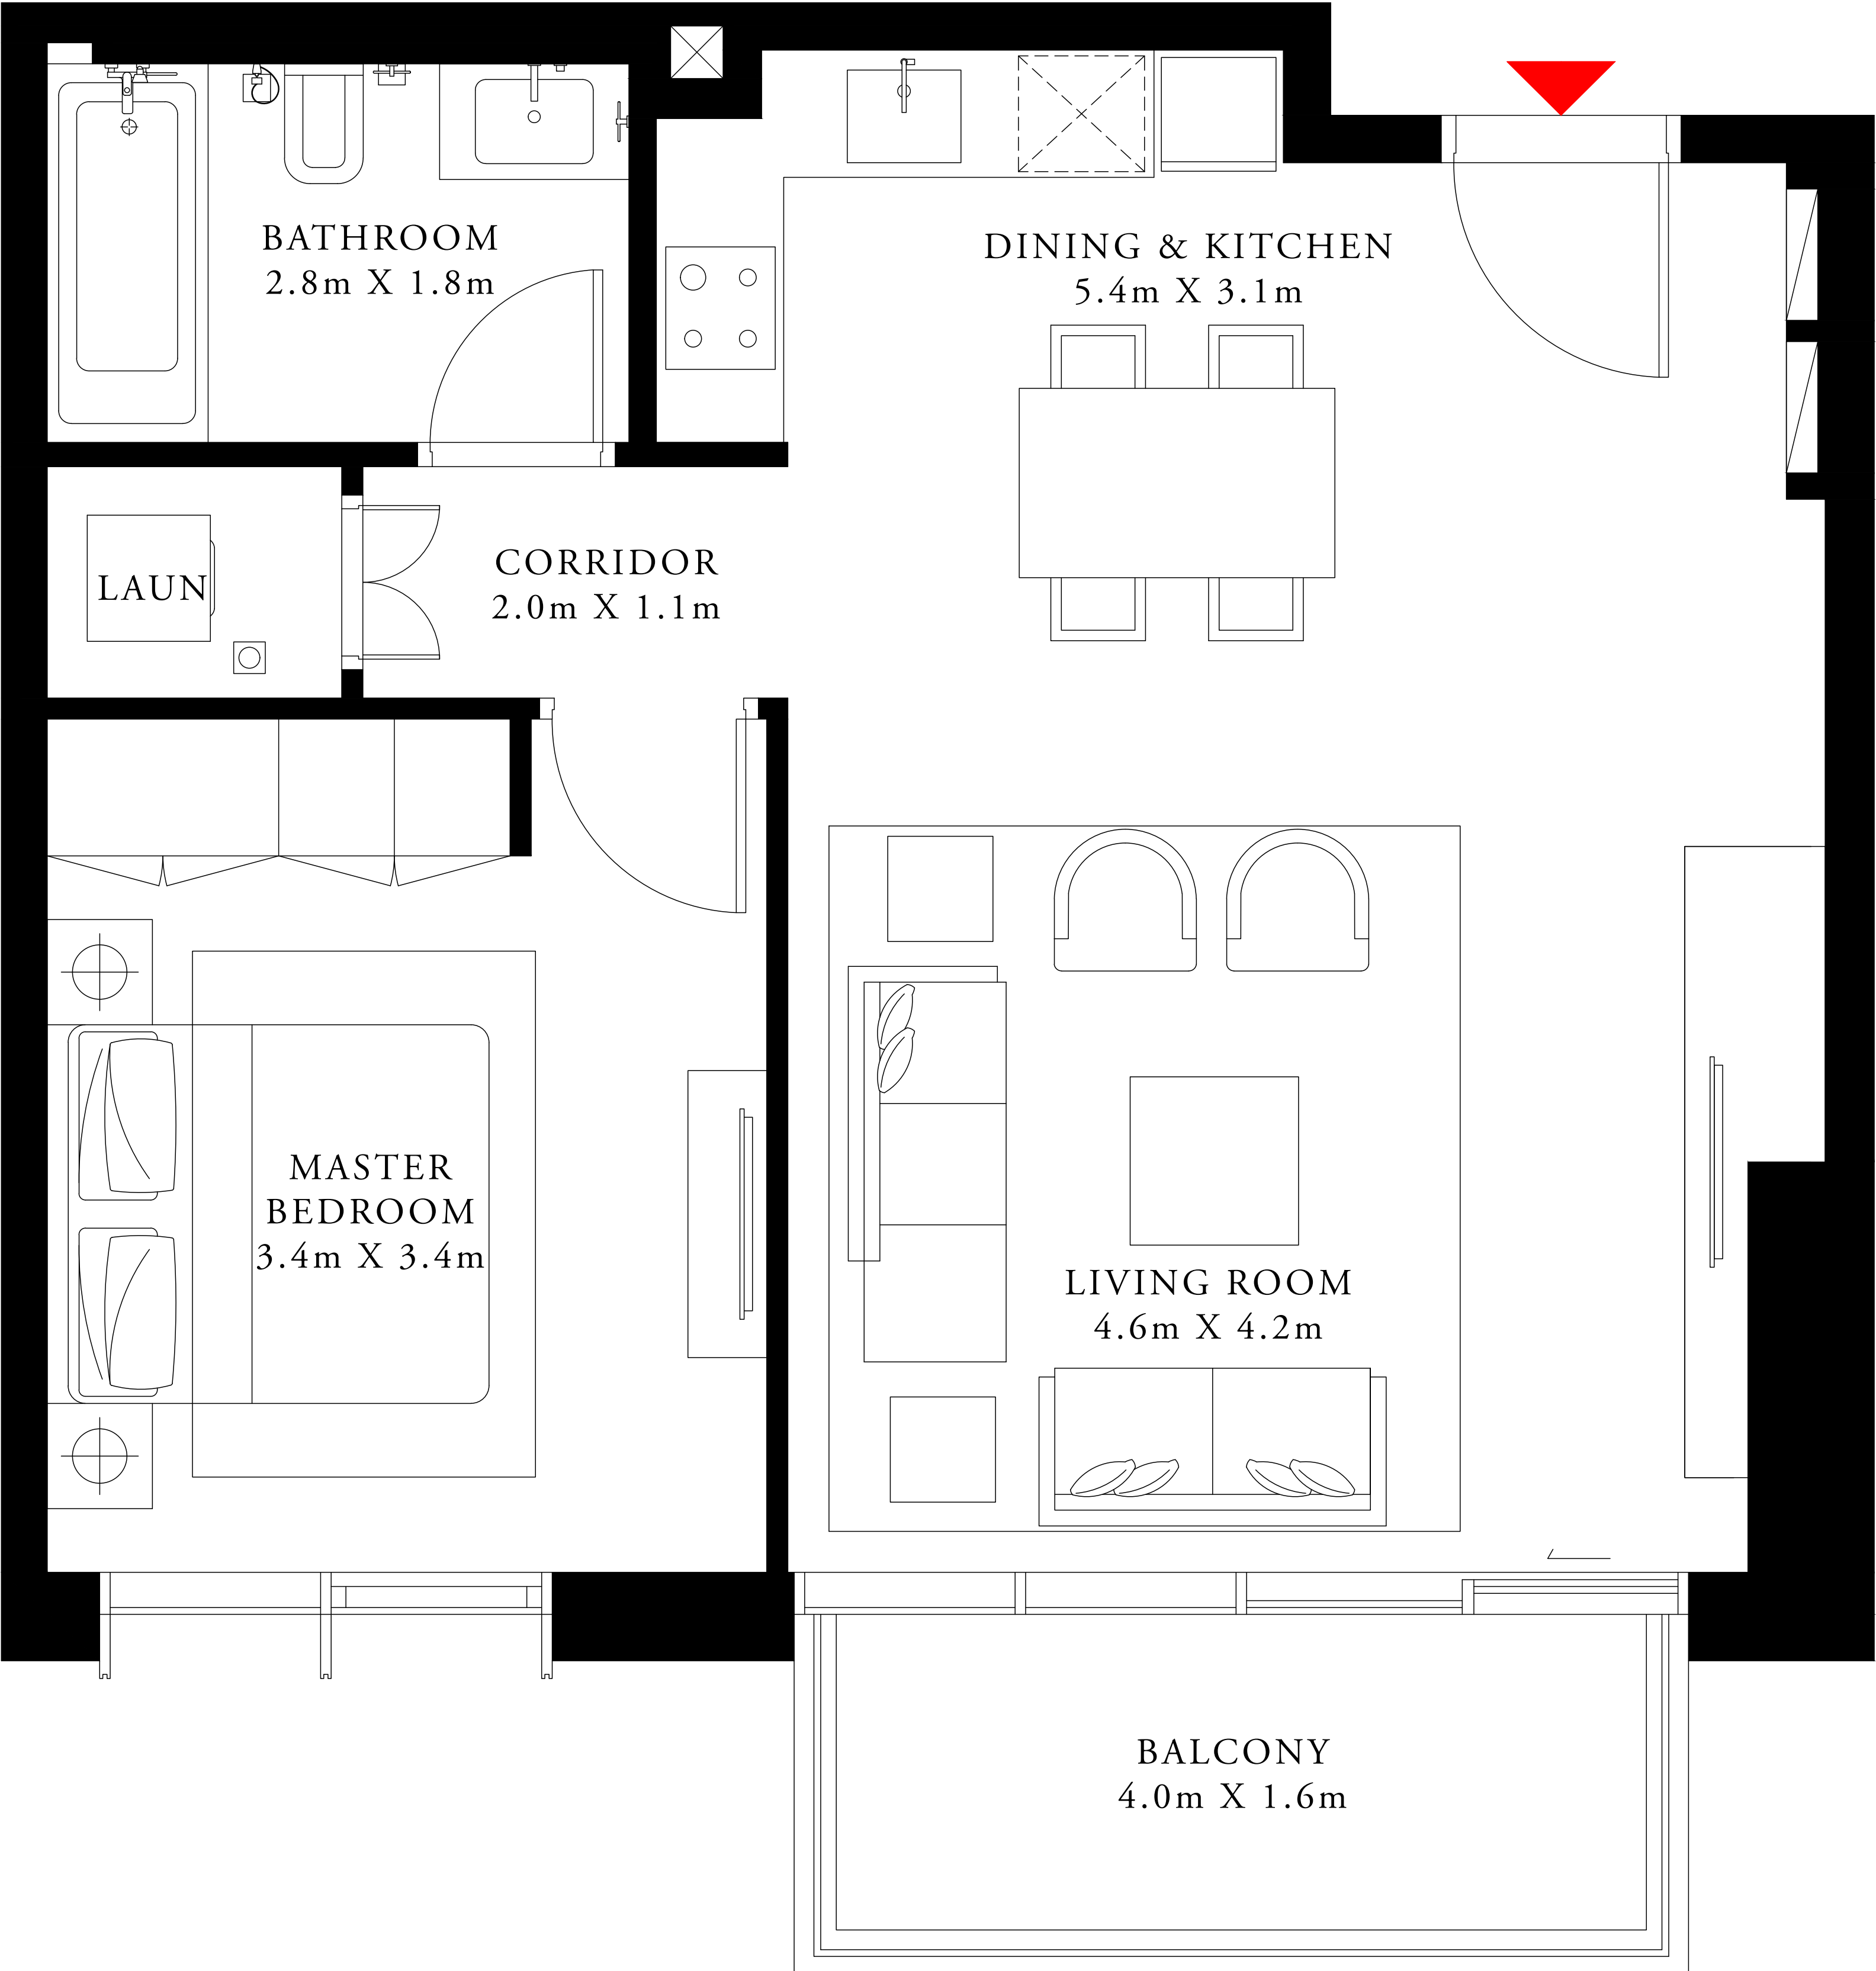 BATHROOM
2.8m X 1.8m
DINING & KITCHEN
5.4m X 3.1m
LAUN
CORRIDOR
2.0m X 1.1m
MASTER
BEDROOM
3.4m X 3.4m
LIVING ROOM
4.6m X 4.2m
BALCONY
4.0m X 1.6m